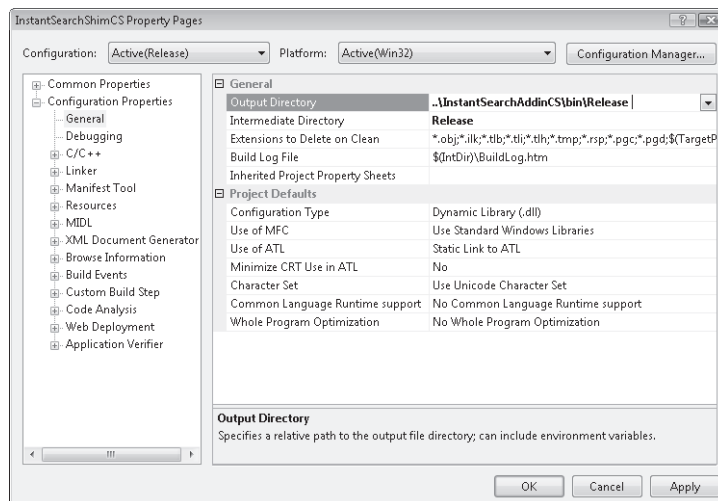 InstantSearchShimCS Property Pages
Configuration: Active(Release) Platform: Active(Win32) Configuration Manager...
Common Properties
Configuration Properties
General
Debugging
C/C++
Linker
Manifest Tool
Resources
MIDL
XML Document Generator
Browse Information
Build Events
Custom Build Step
Code Analysis
Web Deployment
Application Verifier
General
Output Directory ..\InstantSearchAddinCS\bin\Release
Intermediate Directory Release
Extensions to Delete on Clean *.obj;*.ilk;*.tlb;*.tli;*.tlh;*.tmp;*.rsp;*.pgc;*.pgd;$(TargetP
Build Log File $(IntDir)\BuildLog.htm
Inherited Project Property Sheets
Project Defaults
Configuration Type Dynamic Library (.dll)
Use of MFC Use Standard Windows Libraries
Use of ATL Static Link to ATL
Minimize CRT Use in ATL No
Character Set Use Unicode Character Set
Common Language Runtime support No Common Language Runtime support
Whole Program Optimization No Whole Program Optimization
Output Directory
Specifies a relative path to the output file directory; can include environment variables.
OK Cancel Apply